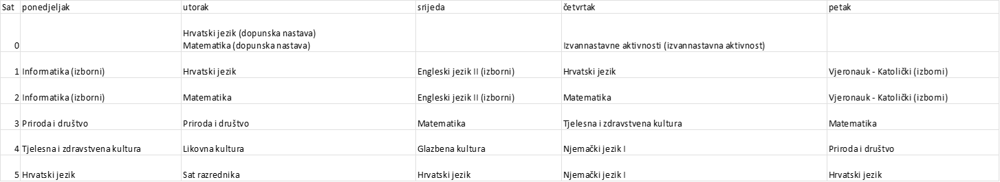 Sat ponedjeljak utorak srijeda četvrtak petak
Hrvatski jezik (dopunska nastava)
0 Matematika (dopunska nastava) Izvannastavne aktivnosti (izvannastavna aktivnost)
1 Informatika (izborni) Hrvatski jezik Engleski jezik II (izborni) Hrvatski jezik Vjeronauk - Katolički (izborni)
2 Informatika (izborni) Matematika Engleski jezik II (izborni) Matematika Vjeronauk - Katolički (izborni)
3 Priroda i društvo Priroda i društvo Matematika Tjelesna i zdravstvena kultura Matematika
4 Tjelesna i zdravstvena kultura Likovna kultura Glazbena kultura Njemački jezik I Priroda i društvo
5 Hrvatski jezik Sat razrednika Hrvatski jezik Njemački jezik I Hrvatski jezik